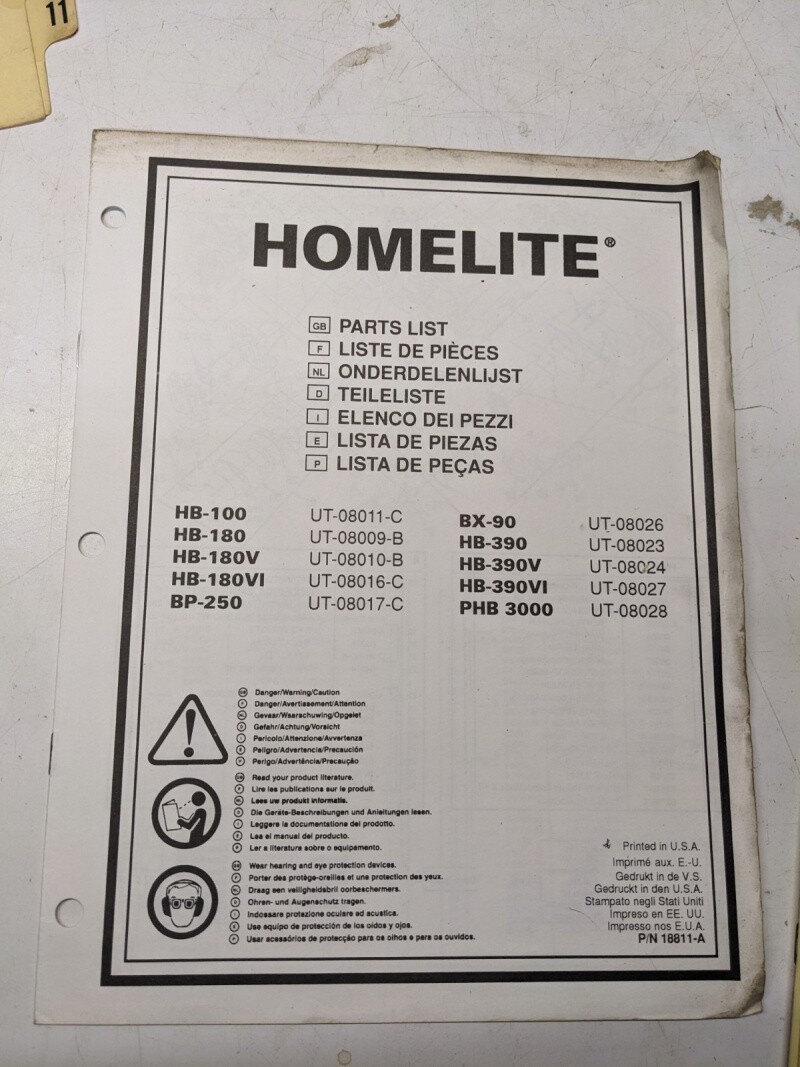 11
HOMELITE®
GB PARTS LIST
F LISTE DE PIÈCES
NL ONDERDELENLIJST
D TEILELISTE
I ELENCO DEI PEZZI
E LISTA DE PIEZAS
P LISTA DE PEÇAS
HB-100 UT-08011-C
HB-180 UT-08009-B
HB-180V UT-08010-B
HB-180VI UT-08016-C
BP-250 UT-08017-C
BX-90 UT-08026
HB-390 UT-08023
HB-390V UT-08024
HB-390VI UT-08027
PHB 3000 UT-08028
GB Danger/Warning/Caution
F Danger/Avertissement/Attention
NL Gevaar/Waarschuwing/Opgelet
D Gefahr/Achtung/Vorsicht
I Pericolo/Attenzione/Avvertenza
E Peligro/Advertencia/Precaución
P Perigo/Advertência/Precaução
GB Read your product literature.
F Lire les publications sur le produit.
NL Lees uw produkt informatie.
D Die Geräte-Beschreibungen und Anleitungen lesen.
I Leggere la documentatione del prodotto.
E Lea el manual del producto.
P Ler a literatura sobre o equipamento.
GB Wear hearing and eye protection devices.
F Porter des protège-oreilles et une protection des yeux.
NL Draag een veiligheidsbril oorbeschermers.
D Ohren- und Augenschutz tragen.
I Indossare protezione oculare ed acustica.
E Use equipo de protección de los oídos y ojos.
P Usar acessórios de protecção para os olhos e para os ouvidos.
Printed in U.S.A.
Imprimé aux. E.-U.
Gedrukt in de V.S.
Gedruckt in den U.S.A.
Stampato negli Stati Uniti
Impreso en EE. UU.
Impresso nos E.U.A.
P/N 18811-A